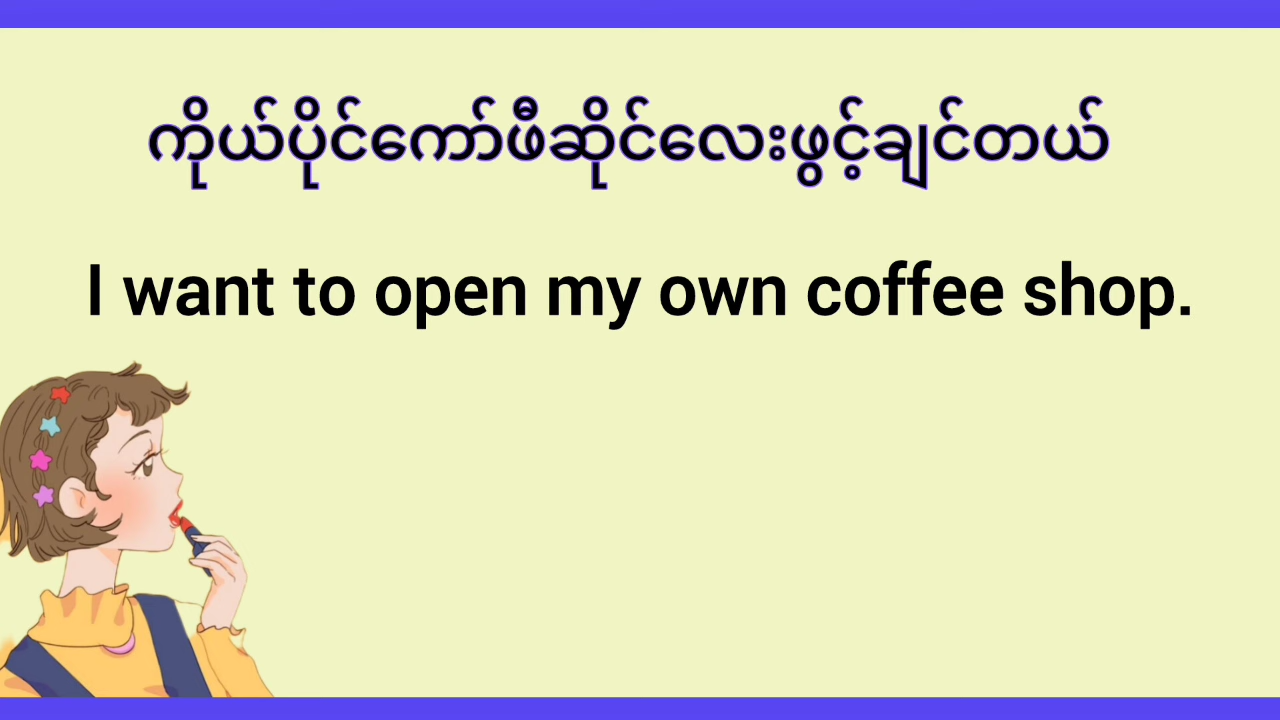 ကိုယ်ပိုင်ကော်ဖီဆိုင်လေးဖွင့်ချင်တယ်
I want to open my own coffee shop.